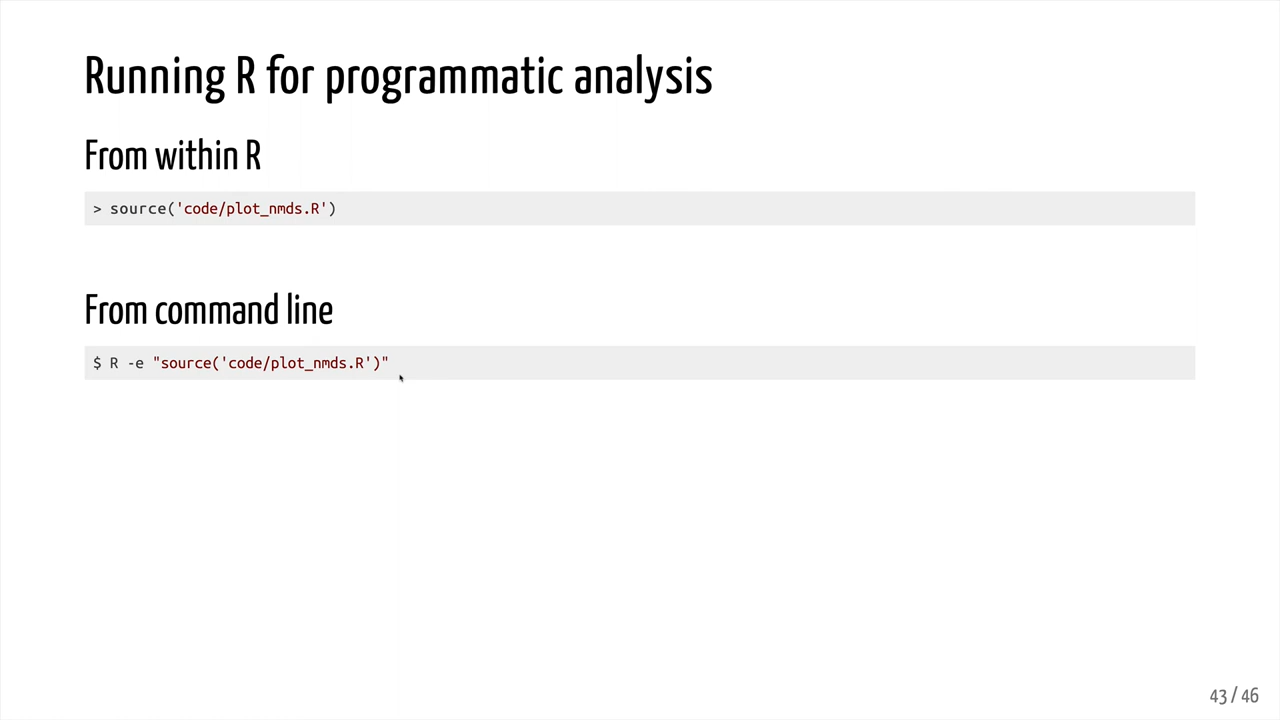 Running R for programmatic analysis
From within R
> source('code/plot_nmds.R')
From command line
$ R -e "source('code/plot_nmds.R')"
43 / 46